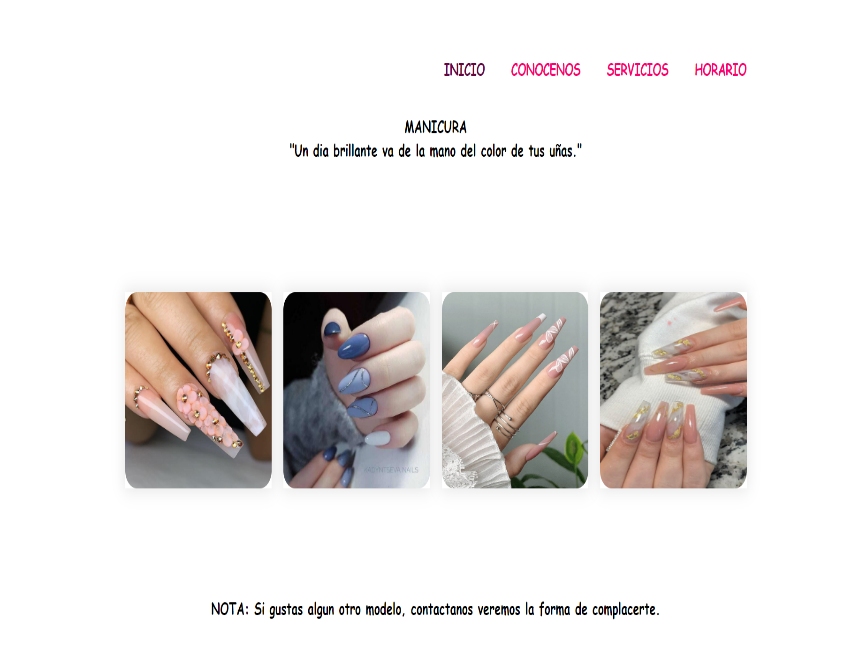 INICIO CONOCENOS SERVICIOS HORARIO
MANICURA
"Un dia brillante va de la mano del color de tus uñas."
NOTA: Si gustas algun otro modelo, contactanos veremos la forma de complacerte.